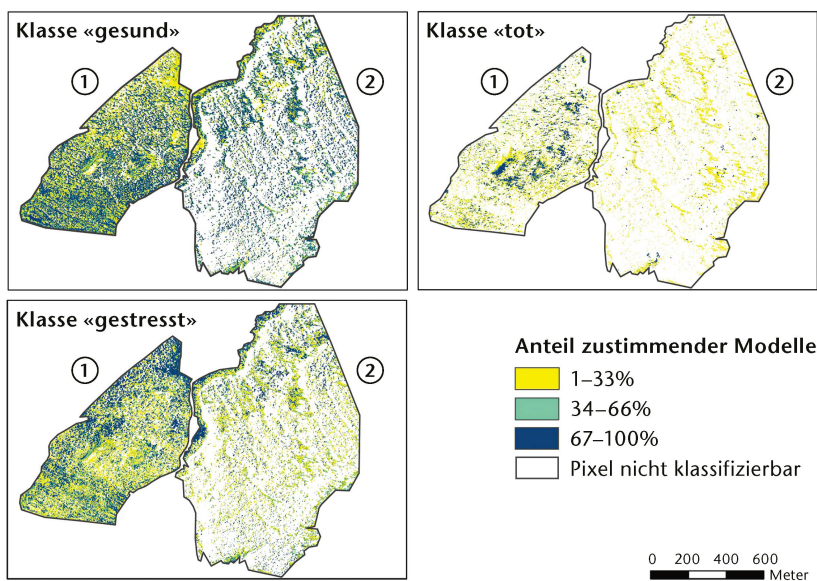 Klasse «gesund»
1
2
Klasse «tot»
1
2
Klasse «gestresst»
1
2
Anteil zustimmender Modelle
1–33%
34–66%
67–100%
Pixel nicht klassifizierbar
0 200 400 600
Meter